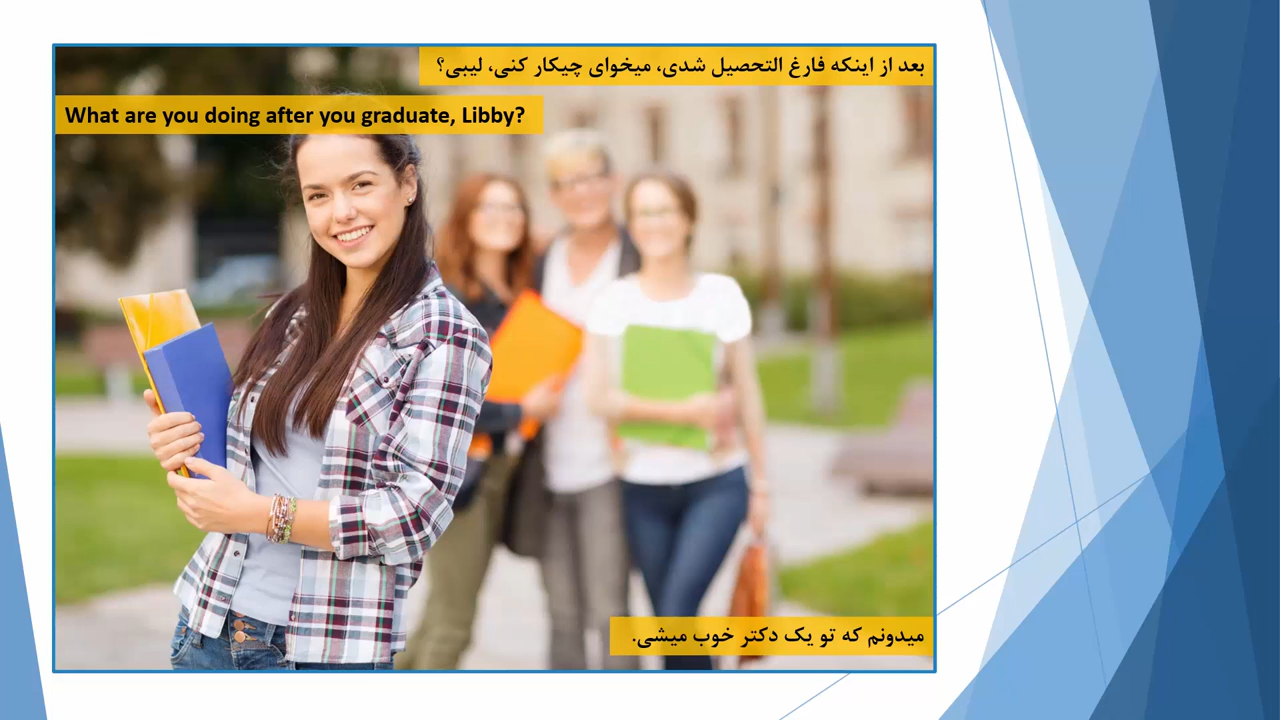 بعد از اینکه فارغ التحصیل شدی، میخوای چیکار کنی، لیبی؟
What are you doing after you graduate, Libby?
میدونم که تو یک دکتر خوب میشی.